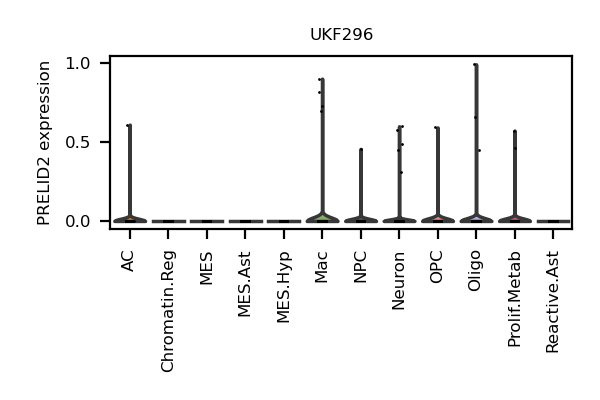 UKF296
PRELID2 expression
1.0
0.5
0.0
AC
Chromatin.Reg
MES
MES.Ast
MES.Hyp
Mac
NPC
Neuron
OPC
Oligo
Prolif.Metab
Reactive.Ast